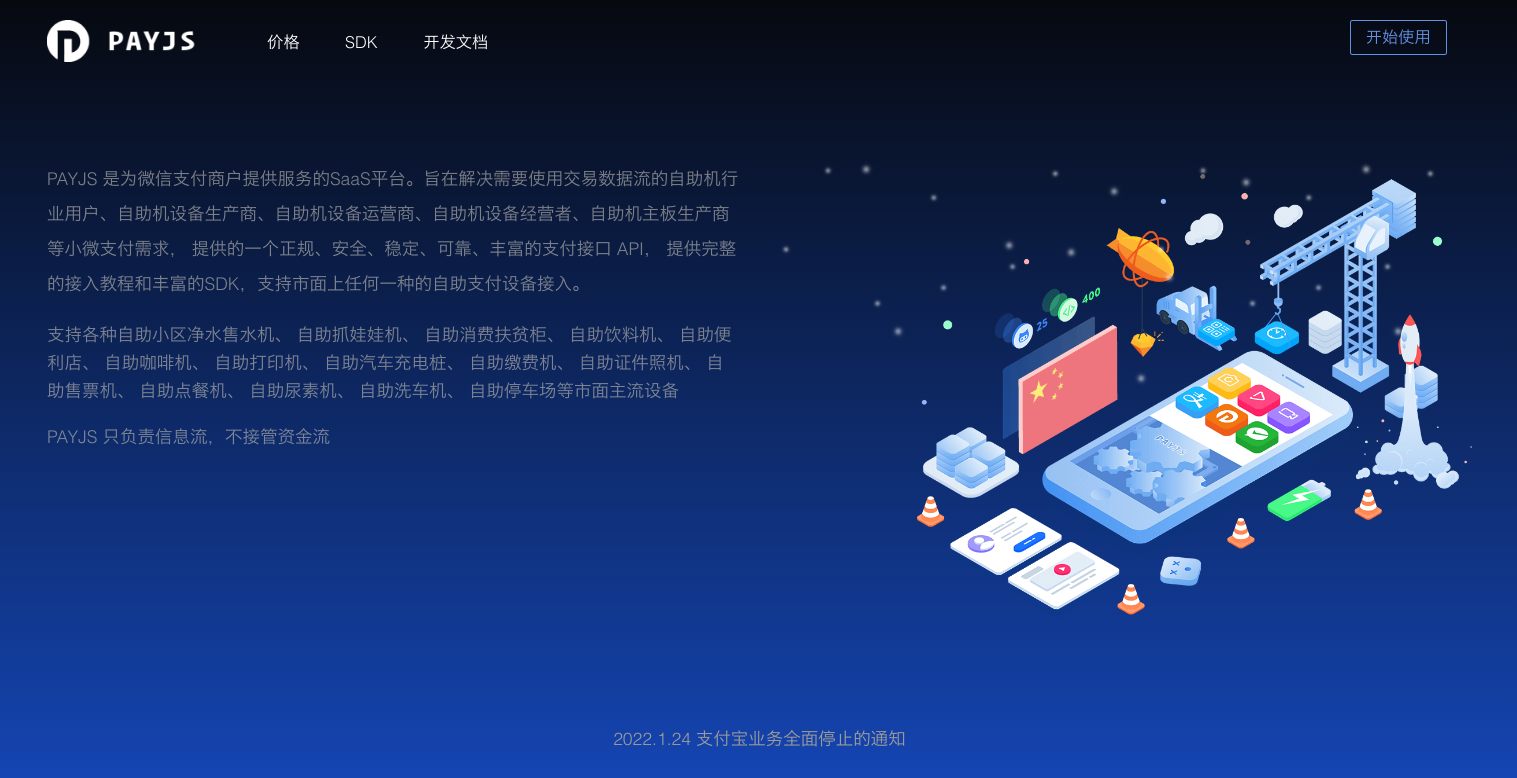 PAYJS
价格
SDK
开发文档
开始使用
PAYJS 是为微信支付商户提供服务的SaaS平台。旨在解决需要使用交易数据流的自助机行
业用户、自助机设备生产商、自助机设备运营商、自助机设备经营者、自助机主板生产商
等小微支付需求， 提供的一个正规、安全、稳定、可靠、丰富的支付接口 API， 提供完整
的接入教程和丰富的SDK，支持市面上任何一种的自助支付设备接入。
支持各种自助小区净水售水机、 自助抓娃娃机、 自助消费扶贫柜、 自助饮料机、 自助便
利店、 自助咖啡机、 自助打印机、 自助汽车充电桩、 自助缴费机、 自助证件照机、 自
助售票机、 自助点餐机、 自助尿素机、 自助洗车机、 自助停车场等市面主流设备
PAYJS 只负责信息流，不接管资金流
400
25
PAYJS
2022.1.24 支付宝业务全面停止的通知